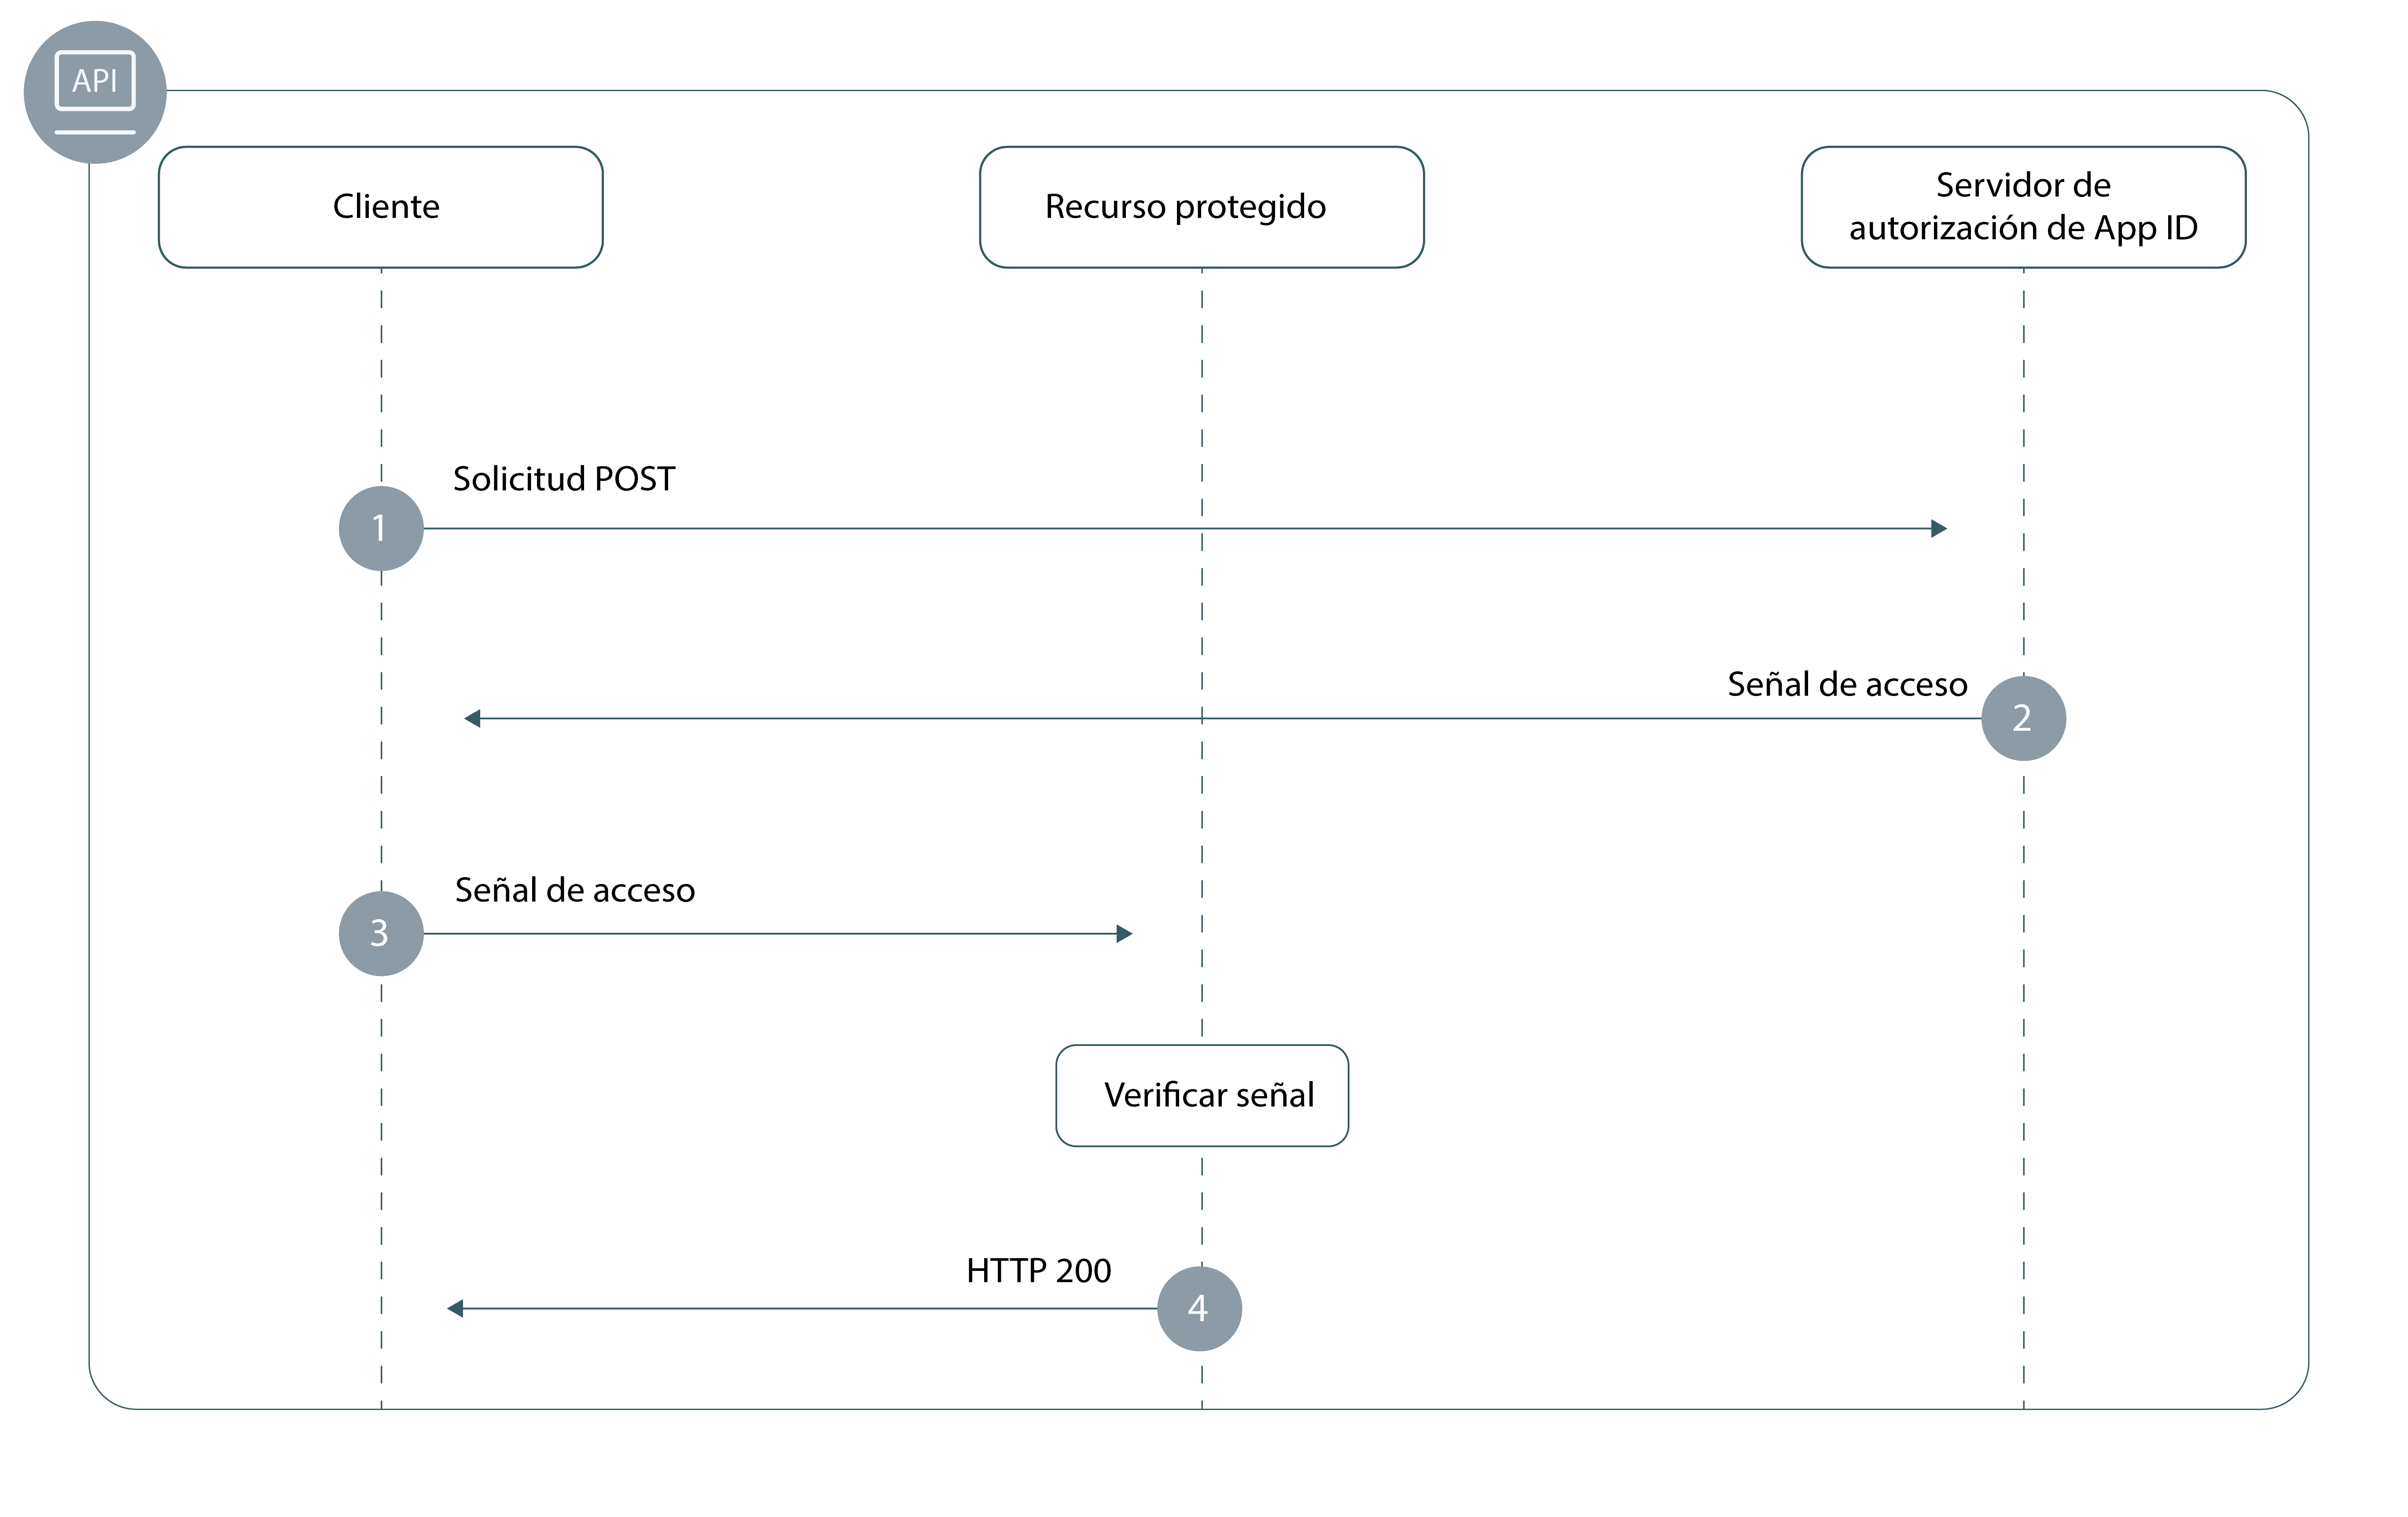 API
Cliente
Recurso protegido
Servidor de
autorización de App ID
Solicitud POST
1
Señal de acceso
2
Señal de acceso
3
Verificar señal
HTTP 200
4